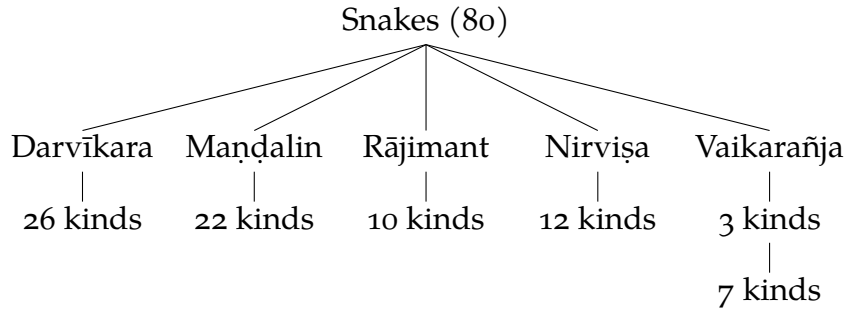 Snakes (80)
Darvīkara Maṇḍalin Rājimant Nirviṣa Vaikarañja
26 kinds 22 kinds 10 kinds 12 kinds 3 kinds
7 kinds